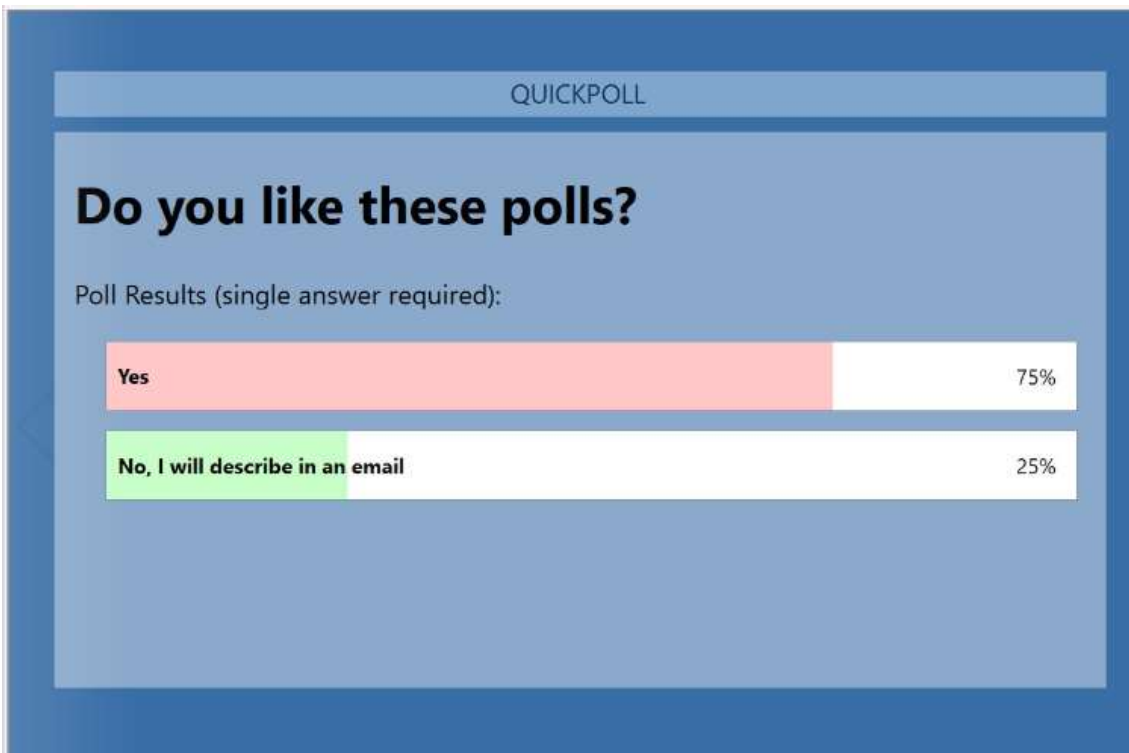 QUICKPOLL
Do you like these polls?
Poll Results (single answer required):
Yes 75%
No, I will describe in an email 25%